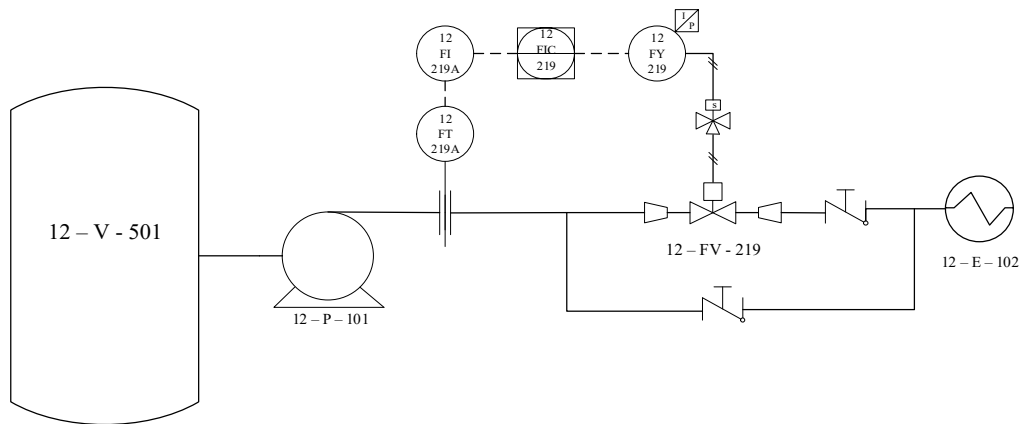 I
P
12
FI
219A
12
FIC
219
12
FY
219
s
12
FT
219A
12 – V - 501
12 – FV - 219
12 – E – 102
12 – P – 101